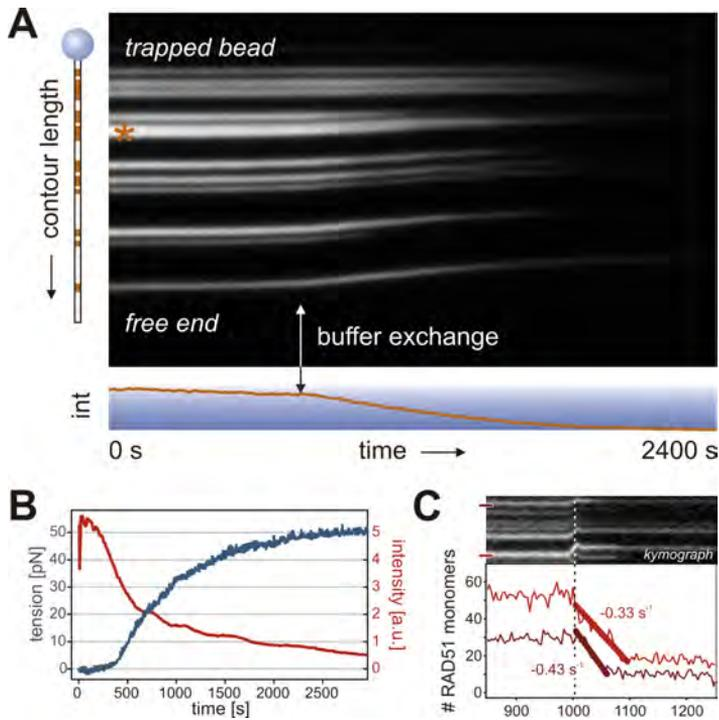 A
trapped bead
contour length
*
free end
buffer exchange
int
0 s
time
2400 s
B
tension [pN]
50
40
30
20
10
0
5
4
3
2
1
0
intensity [a.u.]
0
500
1000
1500
2000
2500
time [s]
C
kymograph
# RAD51 monomers
60
40
20
0
-0.33 s⁻¹
-0.43 s⁻¹
900
1000
1100
1200